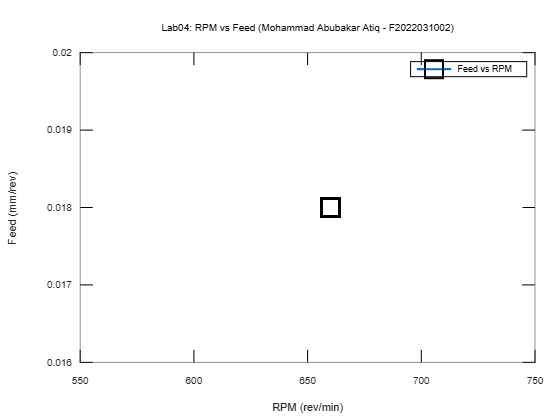 Lab04: RPM vs Feed (Mohammad Abubakar Atiq - F2022031002)
0.02
Feed vs RPM
0.019
0.018
Feed (mm/rev)
0.017
0.016
550 600 650 700 750
RPM (rev/min)